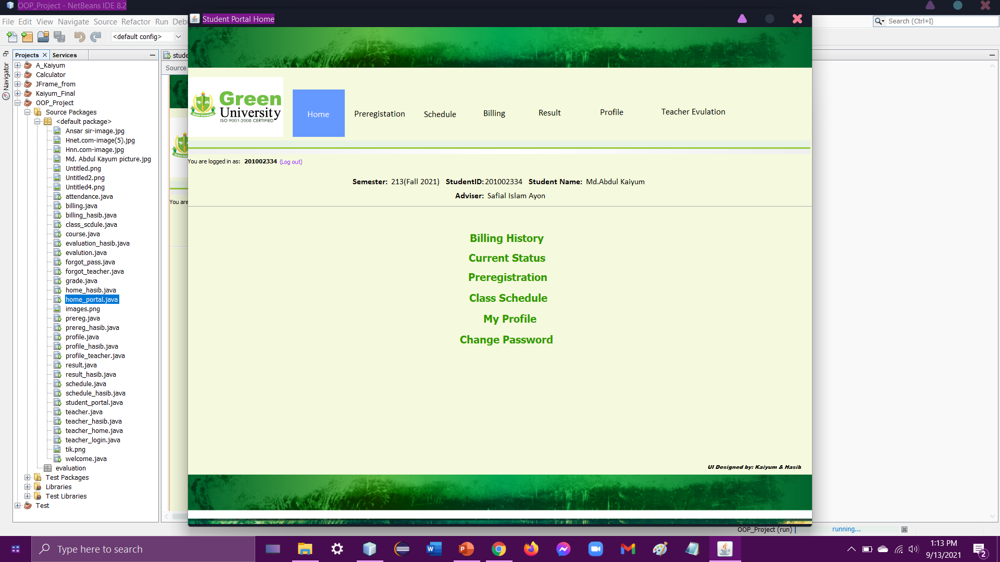 OOP_Project - NetBeans IDE 8.2
File Edit View Navigate Source Refactor Run Deb
Search (Ctrl+I)
<default config>
Projects
Services
Navigator
A_Kaiyum
Calculator
JFrame_from
Kaiyum_Final
OOP_Project
Source Packages
<default package>
Ansar sir-image.jpg
Hnet.com-image(5).jpg
Hnn.com-image.jpg
Md. Abdul Kayum picture.jpg
Untitled.png
Untitled2.png
Untitled4.png
attendance.java
billing.java
billing_hasib.java
class_scdule.java
course.java
evaluation_hasib.java
evalution.java
forgot_pass.java
forgot_teacher.java
grade.java
home_hasib.java
home_portal.java
images.png
prereg.java
prereg_hasib.java
profile.java
profile_hasib.java
profile_teacher.java
result.java
result_hasib.java
schedule.java
schedule_hasib.java
student_portal.java
teacher.java
teacher_hasib.java
teacher_home.java
teacher_login.java
tik.png
welcome.java
evaluation
Test Packages
Libraries
Test Libraries
Test
stude
Source
You are
Student Portal Home
Green
University
ISO 9001:2008 CERTIFIED
Home
Preregistation
Schedule
Billing
Result
Profile
Teacher Evulation
You are logged in as: 201002334 (Log out)
Semester: 213(Fall 2021) StudentID: 201002334 Student Name: Md.Abdul Kaiyum
Adviser: Safial Islam Ayon
Billing History
Current Status
Preregistration
Class Schedule
My Profile
Change Password
UI Designed by: Kaiyum & Hasib
OOP_Project (run)
running...
Type here to search
1:13 PM
9/13/2021
2